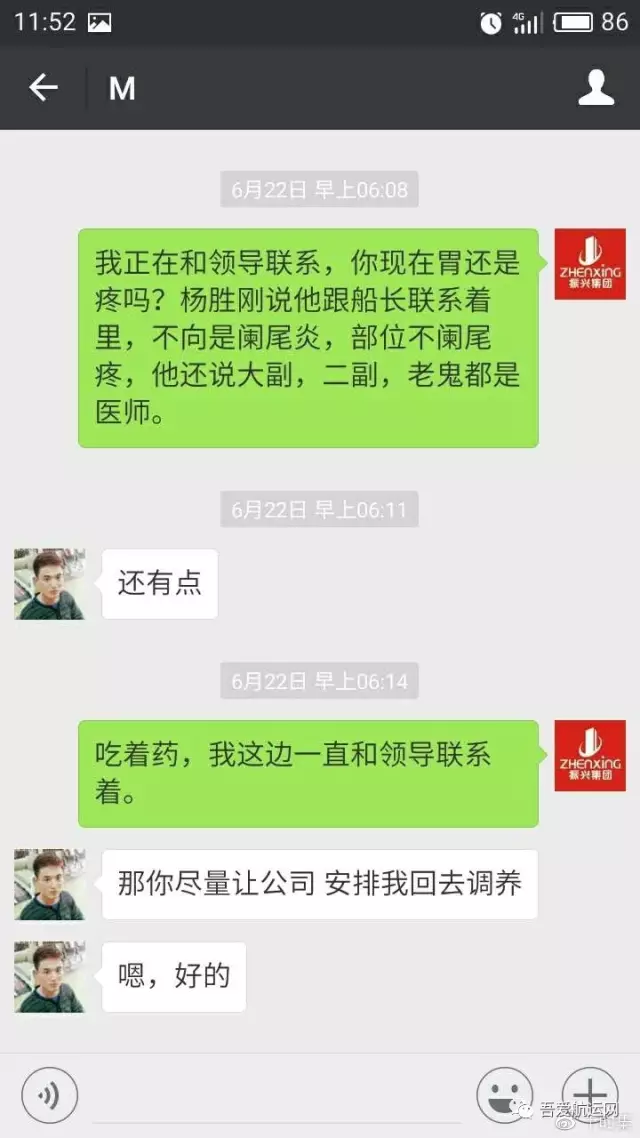 11:52
4G
86
M
6月22日 早上06:08
我正在和领导联系，你现在胃还是
疼吗？杨胜刚说他跟船长联系着
里，不向是阑尾炎，部位不阑尾
疼，他还说大副，二副，老鬼都是
医师。
ZHENXING
振兴集团
6月22日 早上06:11
还有点
6月22日 早上06:14
吃着药，我这边一直和领导联系
着。
ZHENXING
振兴集团
那你尽量让公司 安排我回去调养
嗯，好的
吾爱航运网